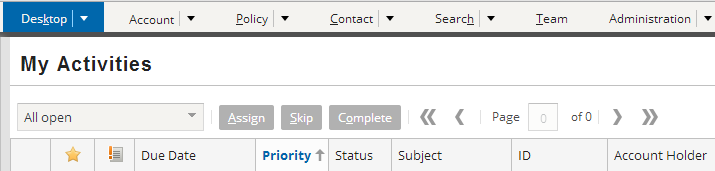 Desktop Account Policy Contact Search Team Administration
My Activities
All open Assign Skip Complete Page 0 of 0
Due Date Priority Status Subject ID Account Holder